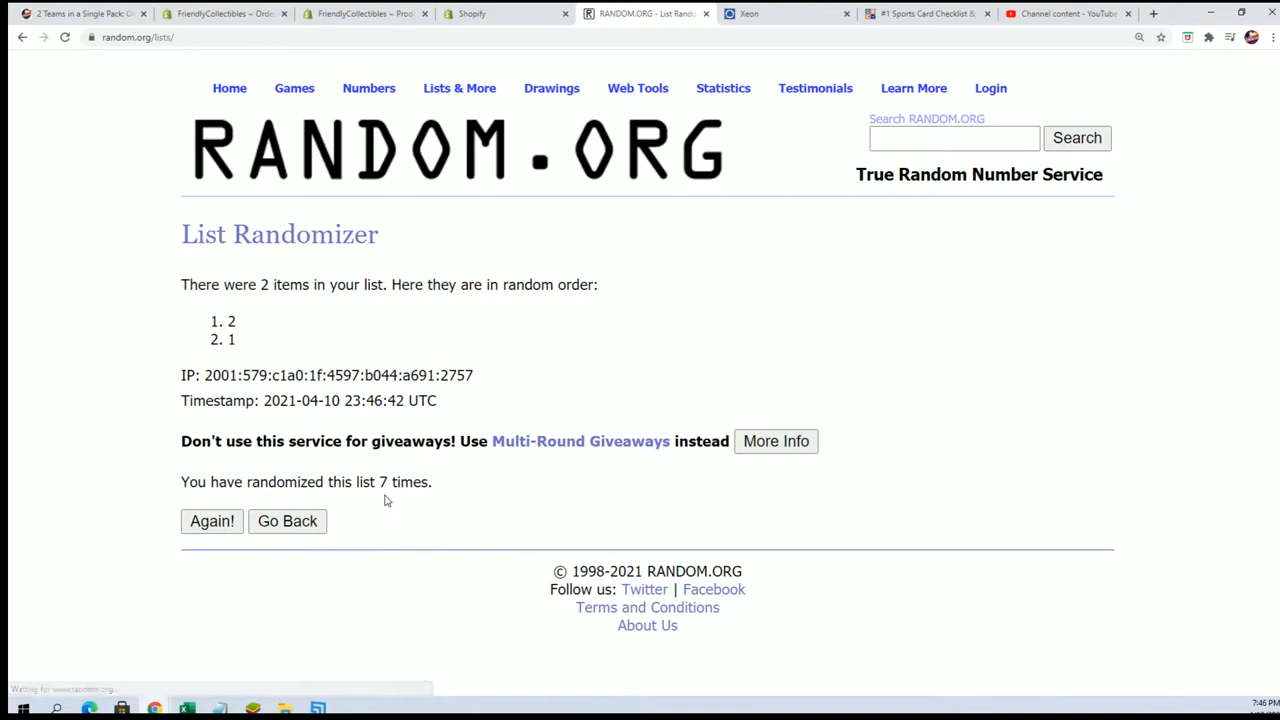 2 Teams in a Single Pack: C
FriendlyCollectibles ~ Orde
FriendlyCollectibles ~ Prod
Shopify
RANDOM.ORG - List Rando
Xeon
#1 Sports Card Checklist &
Channel content - YouTube
random.org/lists/
Home Games Numbers Lists & More Drawings Web Tools Statistics Testimonials Learn More Login
RANDOM.ORG
Search RANDOM.ORG
Search
True Random Number Service
List Randomizer
There were 2 items in your list. Here they are in random order:
1. 2
2. 1
IP: 2001:579:c1a0:1f:4597:b044:a691:2757
Timestamp: 2021-04-10 23:46:42 UTC
Don't use this service for giveaways! Use Multi-Round Giveaways instead More Info
You have randomized this list 7 times.
Again! Go Back
© 1998-2021 RANDOM.ORG
Follow us: Twitter | Facebook
Terms and Conditions
About Us
Waiting for www.random.org...
7:46 PM